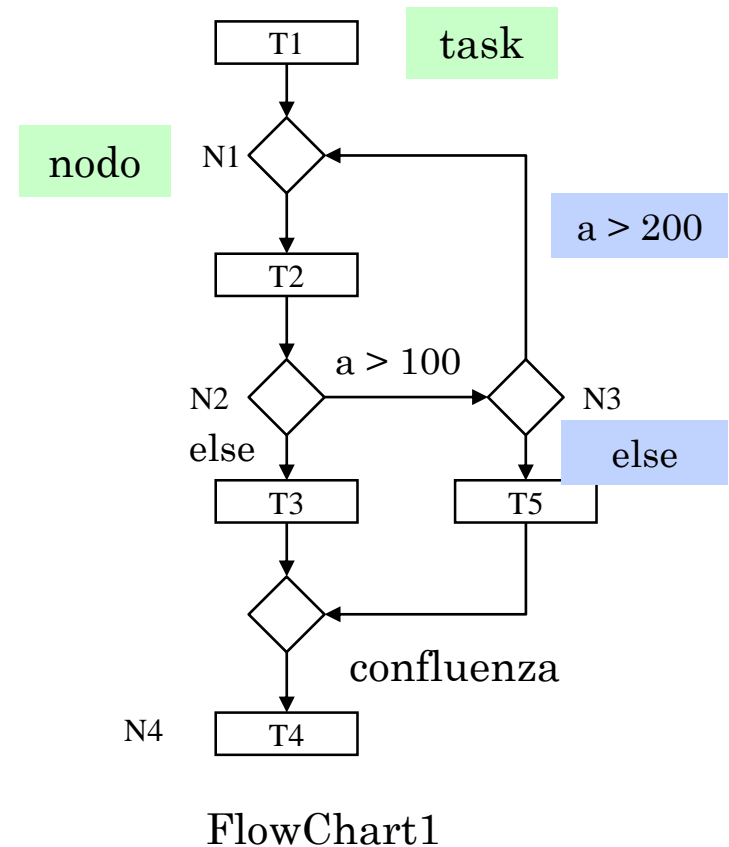 T1
task
nodo
N1
a > 200
T2
a > 100
N2
N3
else
else
T3
T5
confluenza
N4
T4
FlowChart1